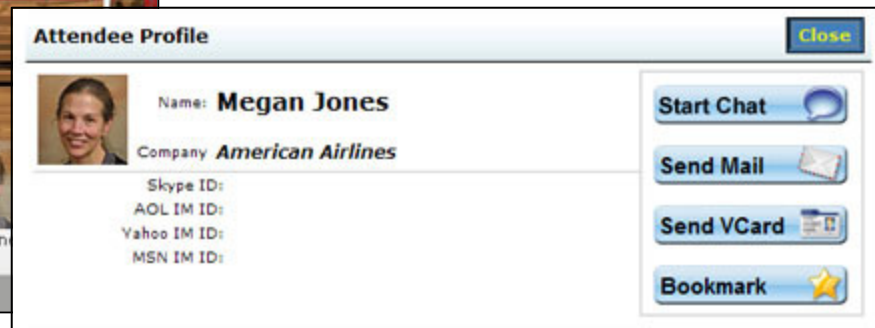 Attendee Profile
Close
Name: Megan Jones
Company American Airlines
Skype ID:
AOL IM ID:
Yahoo IM ID:
MSN IM ID:
Start Chat
Send Mail
Send VCard
Bookmark